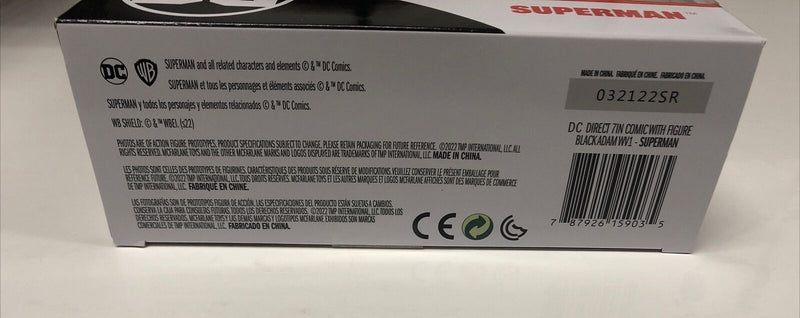 SUPERMAN™
DC
WB
SUPERMAN and all related characters and elements © & ™ DC Comics.
SUPERMAN et tous les personnages et éléments associés © & ™ DC Comics.
SUPERMAN y todos los personajes y elementos relacionados © & ™ DC Comics.
WB SHIELD: © & ™ WBEI. (s22)
PHOTOS ARE OF ACTION FIGURE PROTOTYPES. PRODUCT SPECIFICATIONS SUBJECT TO CHANGE. PLEASE RETAIN PACKAGING FOR FUTURE REFERENCE. ©2022 TMP INTERNATIONAL, LLC. ALL
RIGHTS RESERVED. MCFARLANE TOYS AND THE OTHER MCFARLANE MARKS AND LOGOS DISPLAYED ARE TRADEMARKS OF TMP INTERNATIONAL, LLC. MADE IN CHINA.
LES PHOTOS SONT CELLES DES PROTOTYPES DE FIGURINES. CARACTÉRISTIQUES DES PRODUITS SOUS RÉSERVE DE MODIFICATIONS. VEUILLEZ CONSERVER LE PRÉSENT EMBALLAGE POUR
RÉFÉRENCE FUTURE. ©2022 TMP INTERNATIONAL, LLC. TOUS DROITS RÉSERVÉS. MCFARLANE TOYS ET LES AUTRES MARQUES ET LOGOS MCFARLANE AFFICHÉS SONT DES MARQUES DE COMMERCE
DE TMP INTERNATIONAL, LLC. FABRIQUÉ EN CHINE.
LAS FOTOGRAFÍAS SON DE PROTOTIPOS FIGURA DE ACCIÓN. LAS ESPECIFICACIONES DEL PRODUCTO ESTÁN SUJETAS A CAMBIOS.
CONSERVA LA CAJA PARA CONSULTAS FUTURAS. TODOS LOS DERECHOS RESERVADOS. ©2022 TMP INTERNATIONAL, LLC. TODOS LOS
DERECHOS RESERVADOS. MCFARLANE TOYS Y LAS DEMÁS MARCAS Y LOGOTIPOS MCFARLANE EXHIBIDOS SON MARCAS
COMERCIALES DE TMP INTERNATIONAL, LLC. FABRICADO EN CHINA.
CE
MADE IN CHINA. FABRIQUÉ EN CHINE. FABRICADO EN CHINA.
032122SR
DC DIRECT 7IN COMIC WITH FIGURE
BLACK ADAM WV1 - SUPERMAN
7 87926 15903 5